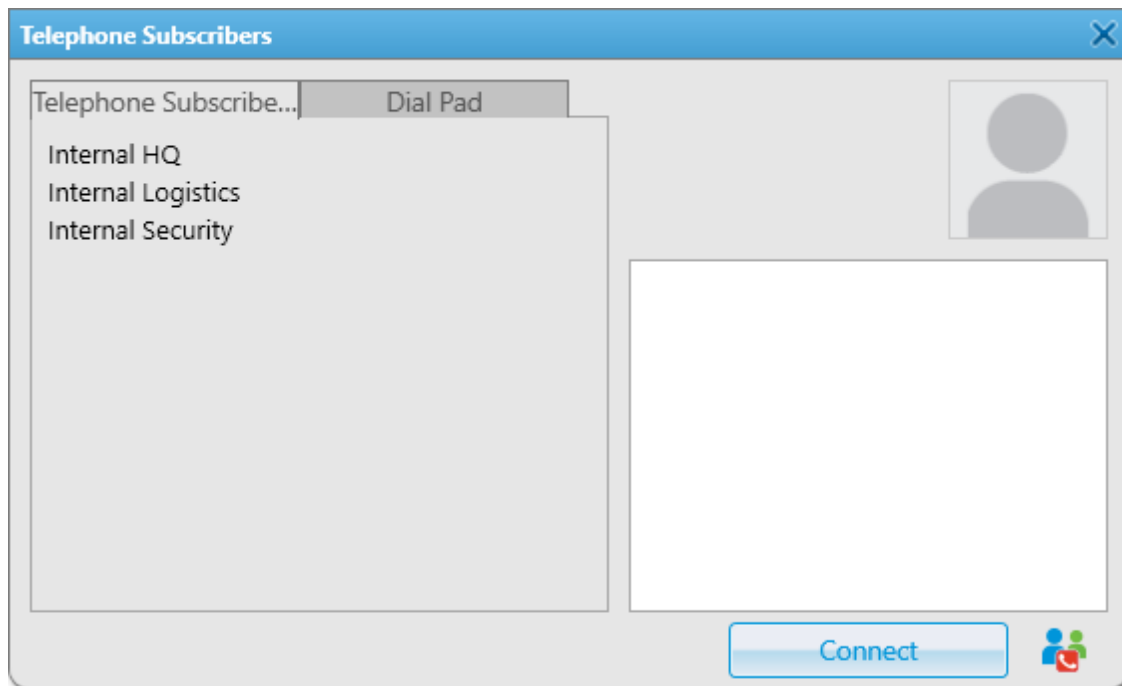 Telephone Subscribers
Telephone Subscribe...
Dial Pad
Internal HQ
Internal Logistics
Internal Security
Connect